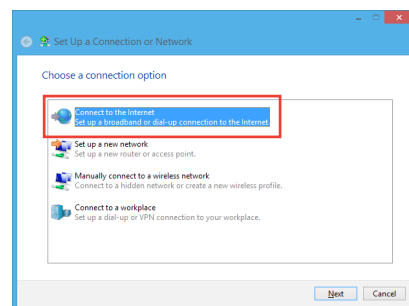 Set Up a Connection or Network
Choose a connection option
Connect to the Internet
Set up a broadband or dial-up connection to the Internet.
Set up a new network
Set up a new router or access point.
Manually connect to a wireless network
Connect to a hidden network or create a new wireless profile.
Connect to a workplace
Set up a dial-up or VPN connection to your workplace.
Next
Cancel